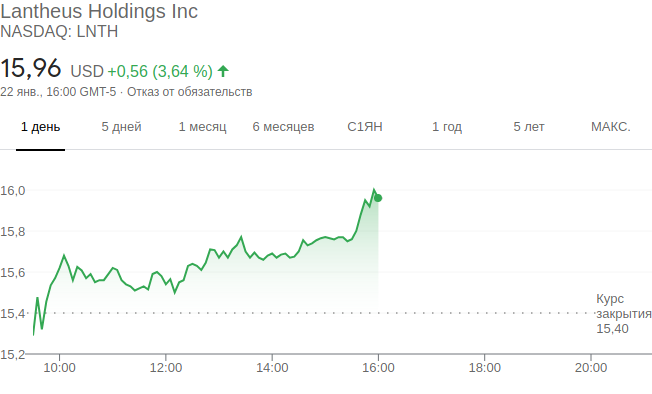 Lantheus Holdings Inc
NASDAQ: LNTH
15,96 USD +0,56 (3,64 %)
22 янв., 16:00 GMT-5 · Отказ от обязательств
1 день 5 дней 1 месяц 6 месяцев С1ЯН 1 год 5 лет МАКС.
16,0
15,8
15,6
15,4
15,2
Курс
закрытия
15,40
10:00 12:00 14:00 16:00 18:00 20:00